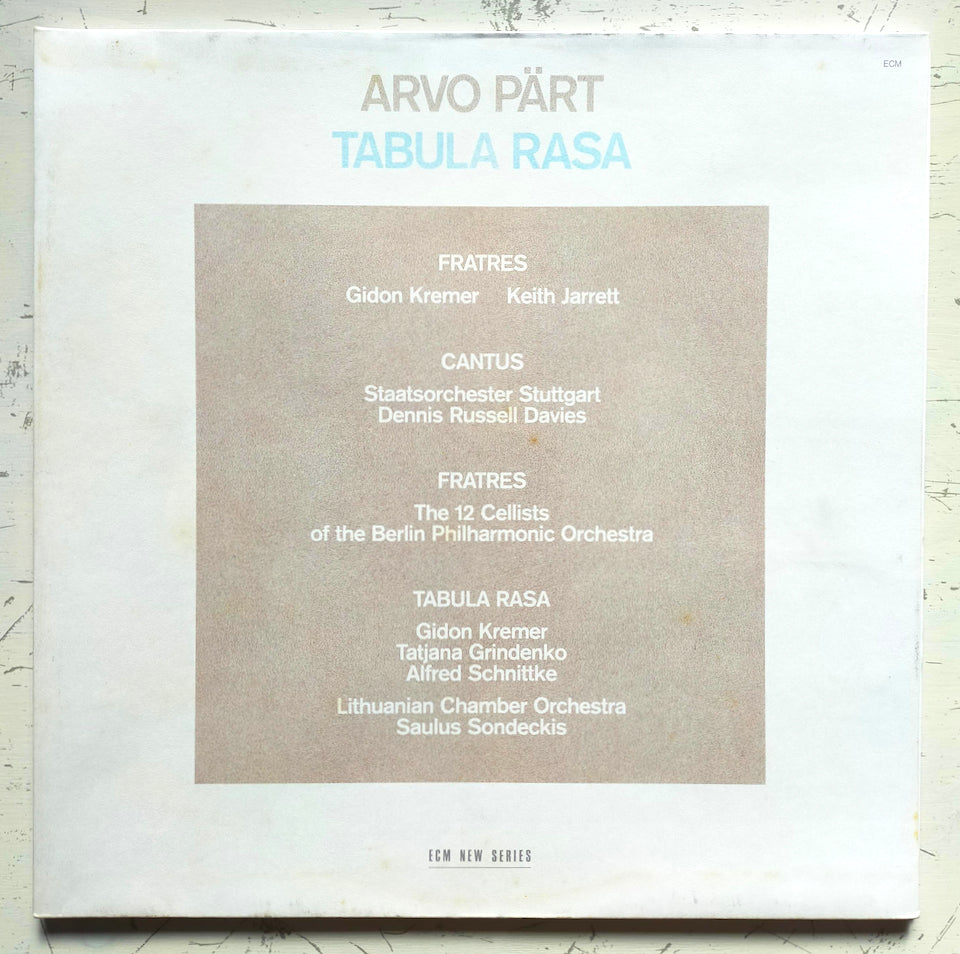 ECM
ARVO PÄRT
TABULA RASA
FRATRES
Gidon Kremer Keith Jarrett
CANTUS
Staatsorchester Stuttgart
Dennis Russell Davies
FRATRES
The 12 Cellists
of the Berlin Philharmonic Orchestra
TABULA RASA
Gidon Kremer
Tatjana Grindenko
Alfred Schnittke
Lithuanian Chamber Orchestra
Saulus Sondeckis
ECM NEW SERIES